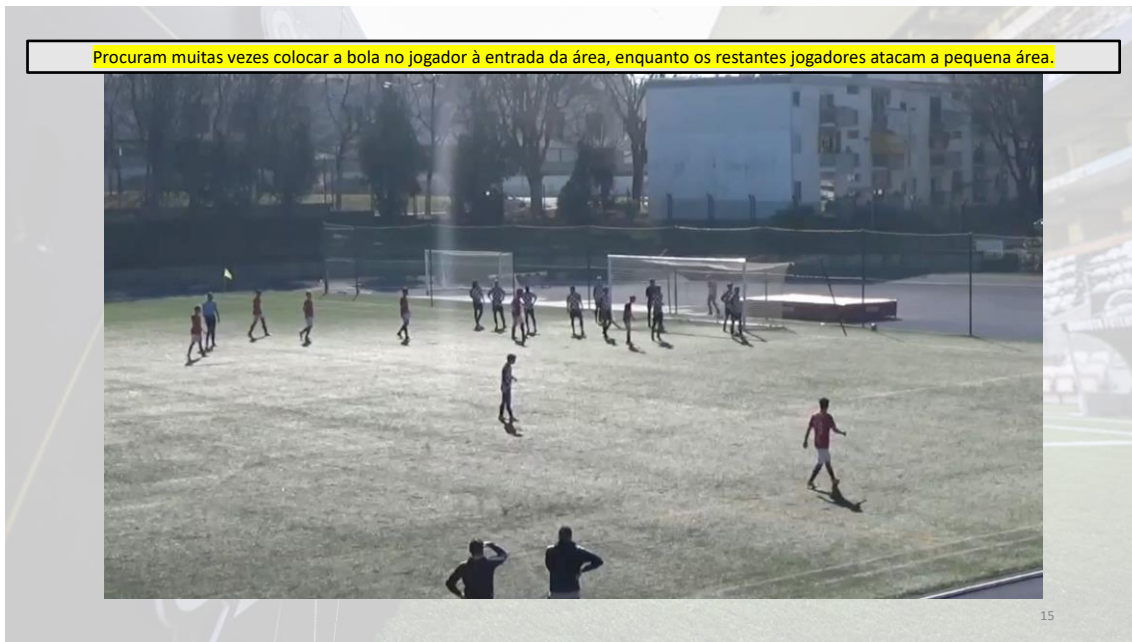 Procuram muitas vezes colocar a bola no jogador à entrada da área, enquanto os restantes jogadores atacam a pequena área.
15